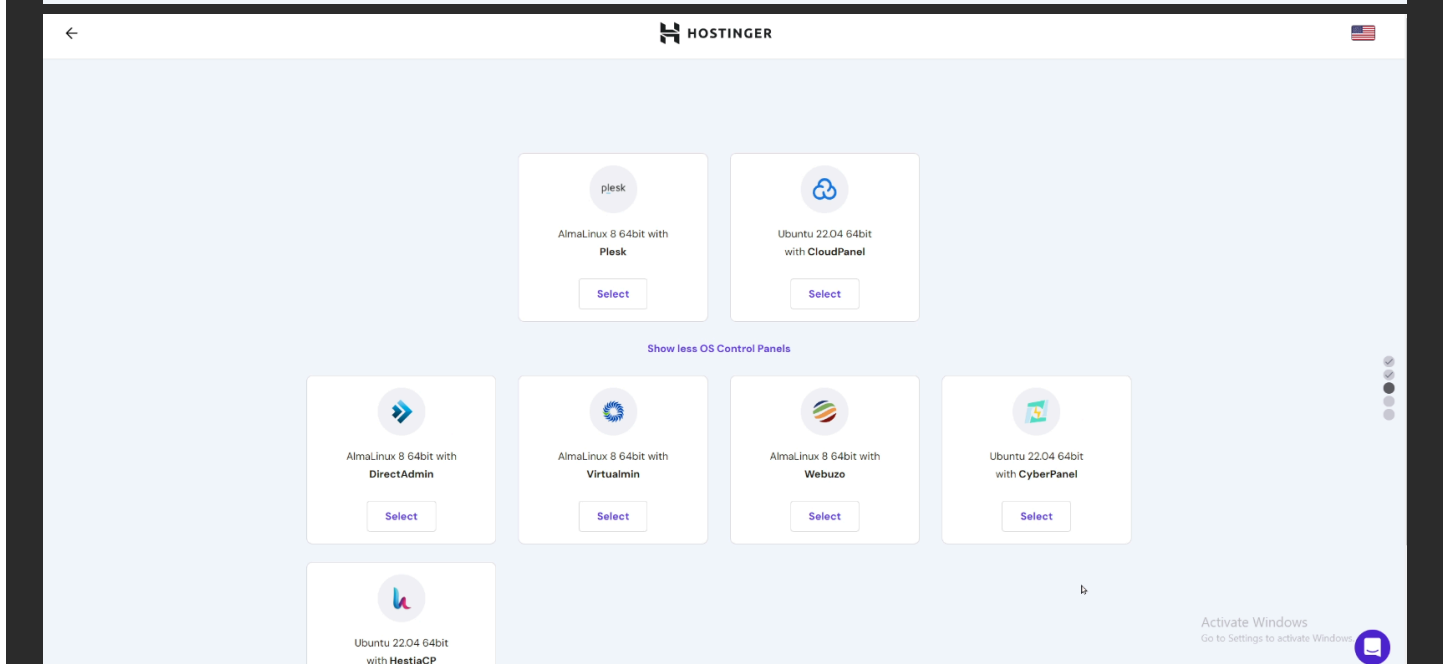 HOSTINGER
plesk
AlmaLinux 8 64bit with
Plesk
Select
Ubuntu 22.04 64bit
with CloudPanel
Select
Show less OS Control Panels
AlmaLinux 8 64bit with
DirectAdmin
Select
AlmaLinux 8 64bit with
Virtualmin
Select
AlmaLinux 8 64bit with
Webuzo
Select
Ubuntu 22.04 64bit
with CyberPanel
Select
Ubuntu 22.04 64bit
with HestiaCP
Activate Windows
Go to Settings to activate Windows.